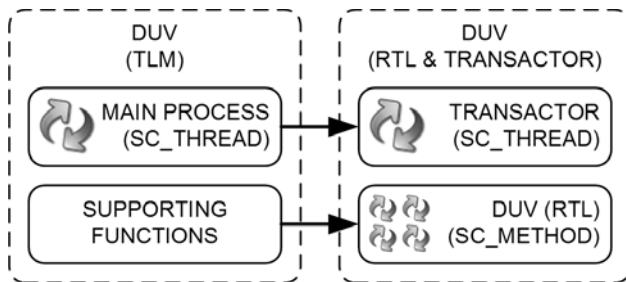 DUV
(TLM)
MAIN PROCESS
(SC_THREAD)
SUPPORTING
FUNCTIONS
DUV
(RTL & TRANSACTOR)
TRANSACTOR
(SC_THREAD)
DUV (RTL)
(SC_METHOD)